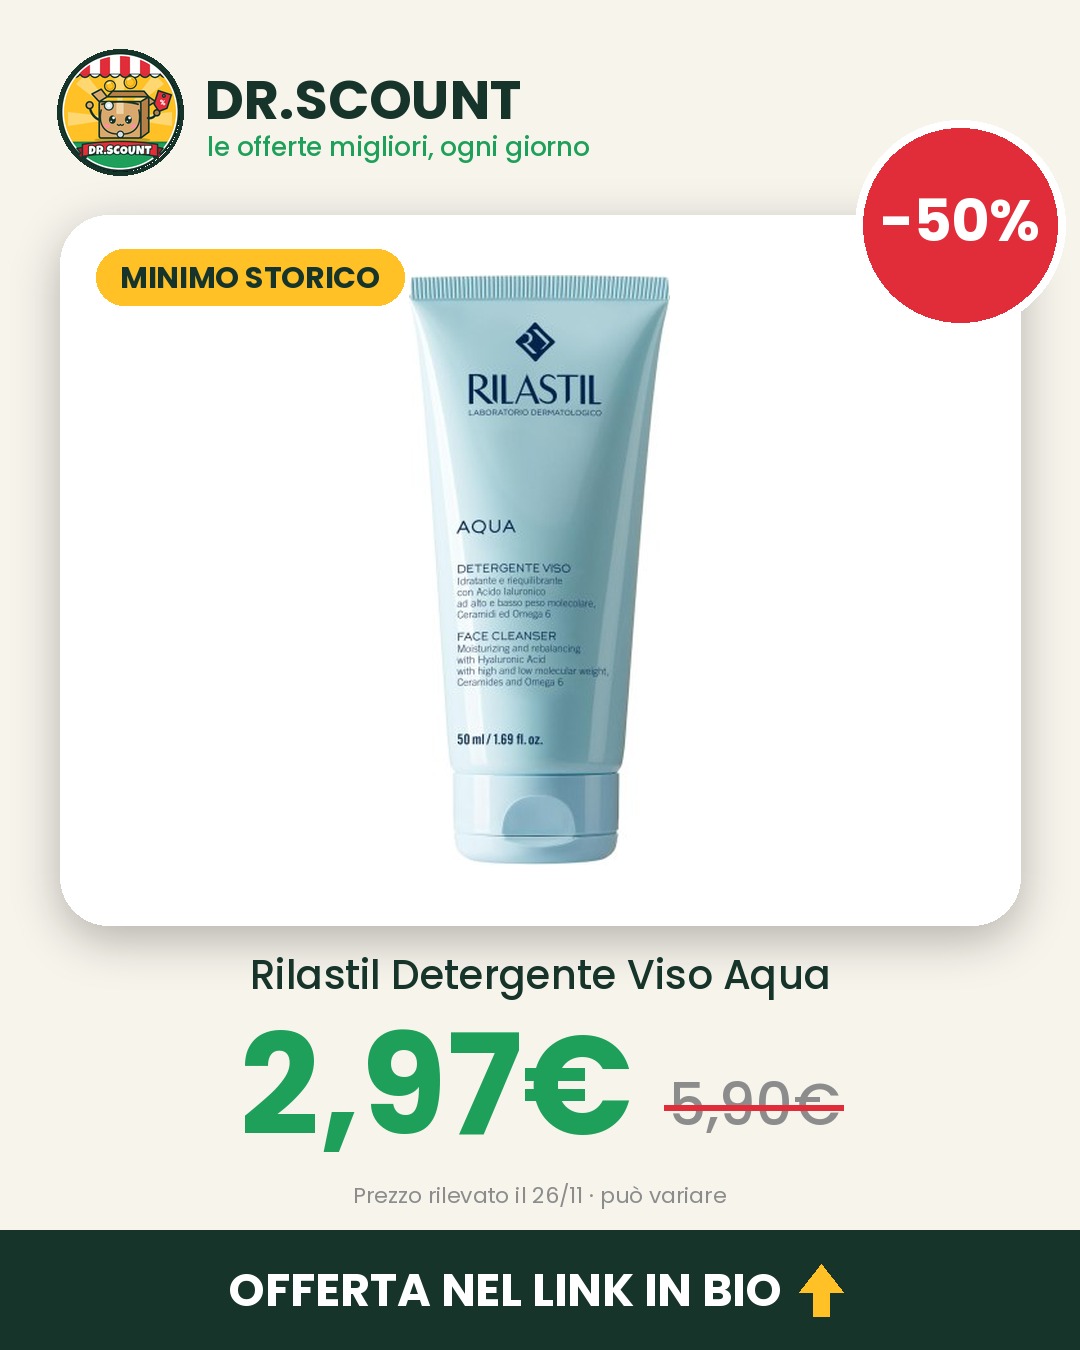 DR.SCOUNT
DR.SCOUNT
le offerte migliori, ogni giorno
-50%
MINIMO STORICO
RILASTIL
LABORATORIO DERMATOLOGICO
AQUA
DETERGENTE VISO
Idratante e riequilibrante
con Acido Ialuronico
ad alto e basso peso molecolare,
Ceramidi ed Omega 6
FACE CLEANSER
Moisturizing and rebalancing
with Hyaluronic Acid
with high and low molecular weight,
Ceramides and Omega 6
50 ml / 1.69 fl. oz.
Rilastil Detergente Viso Aqua
2,97€ 5,90€
Prezzo rilevato il 26/11 · può variare
OFFERTA NEL LINK IN BIO